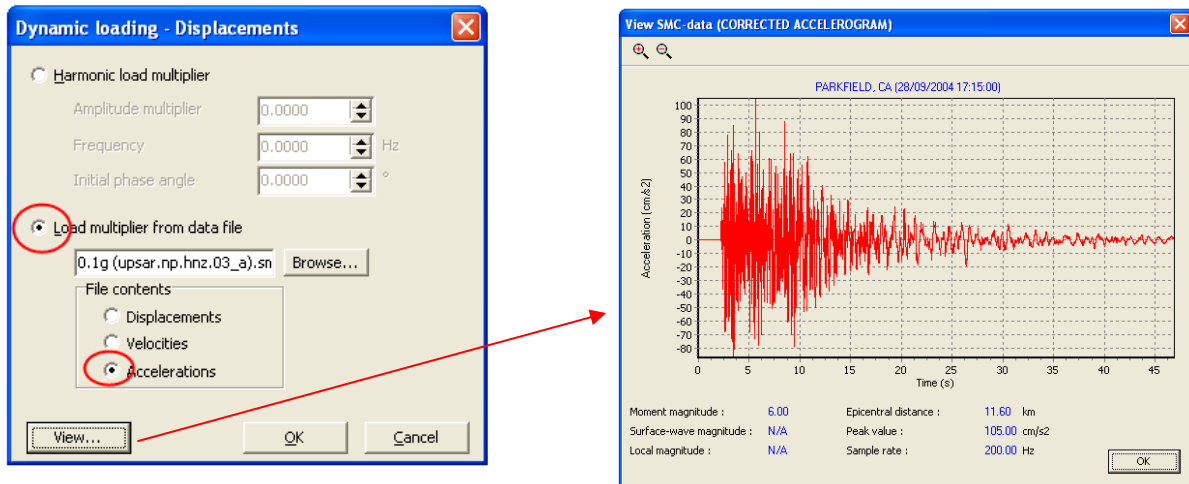 Dynamic loading - Displacements
Harmonic load multiplier
Amplitude multiplier 0.0000
Frequency 0.0000 Hz
Initial phase angle 0.0000 °
Load multiplier from data file
0.1g (upsar.np.hnz.03_a).sm Browse...
File contents
Displacements
Velocities
Accelerations
View... OK Cancel
View SMC-data (CORRECTED ACCELEROGRAM)
PARKFIELD, CA (28/09/2004 17:15:00)
Acceleration (cm/s2)
100
90
80
70
60
50
40
30
20
10
0
-10
-20
-30
-40
-50
-60
-70
-80
0 5 10 15 20 25 30 35 40 45
Time (s)
Moment magnitude : 6.00 Epicentral distance : 11.60 km
Surface-wave magnitude : N/A Peak value : 105.00 cm/s2
Local magnitude : N/A Sample rate : 200.00 Hz
OK